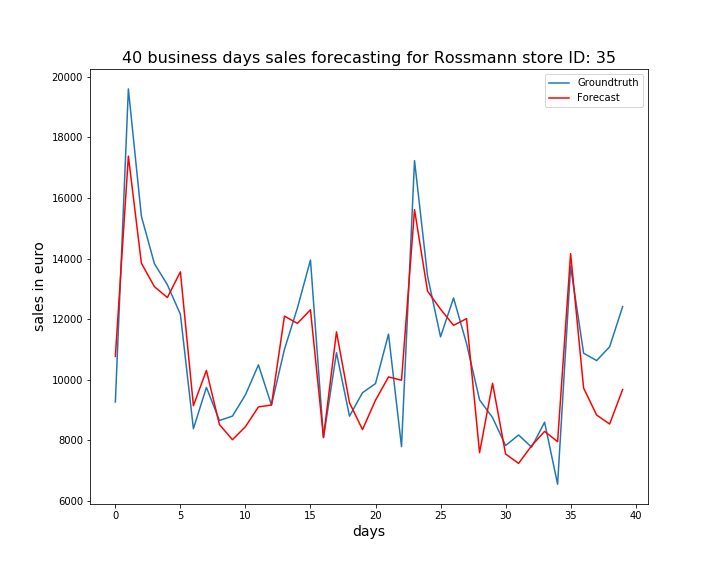 40 business days sales forecasting for Rossmann store ID: 35
Groundtruth
Forecast
20000
18000
16000
14000
12000
10000
8000
6000
sales in euro
0 5 10 15 20 25 30 35 40
days